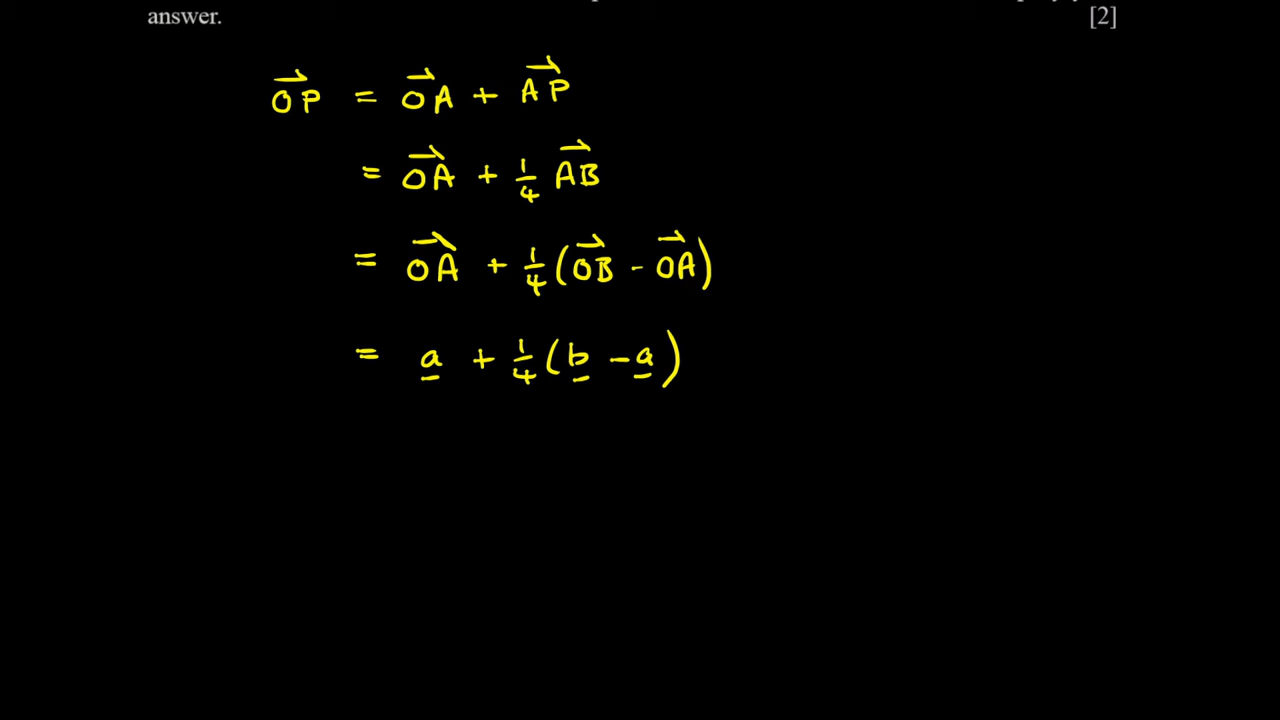 answer. [2]
→OP = →OA + →AP
= →OA + 1/4 →AB
= →OA + 1/4 (→OB - →OA)
= a + 1/4 (b - a)